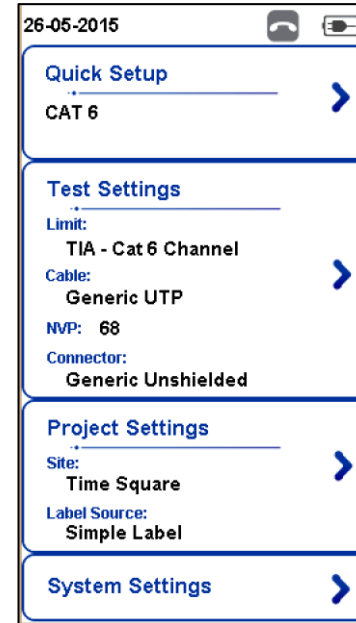 26-05-2015
Quick Setup
CAT 6
Test Settings
Limit:
TIA - Cat 6 Channel
Cable:
Generic UTP
NVP: 68
Connector:
Generic Unshielded
Project Settings
Site:
Time Square
Label Source:
Simple Label
System Settings